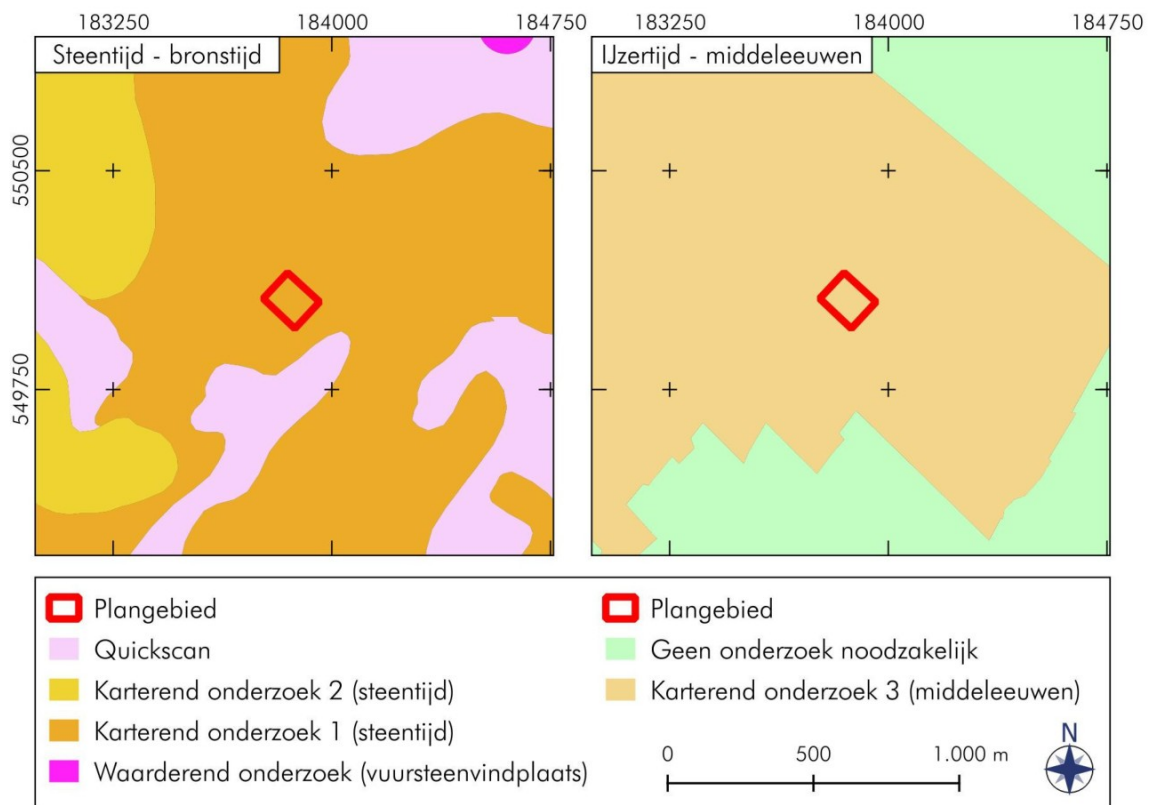 183250 184000 184750 183250 184000 184750
Steentijd - bronstijd
IJzertijd - middeleeuwen
550500
549750
Plangebied
Quickscan
Karterend onderzoek 2 (steentijd)
Karterend onderzoek 1 (steentijd)
Waarderend onderzoek (vuursteenvindplaats)
Plangebied
Geen onderzoek noodzakelijk
Karterend onderzoek 3 (middeleeuwen)
0 500 1.000 m
N